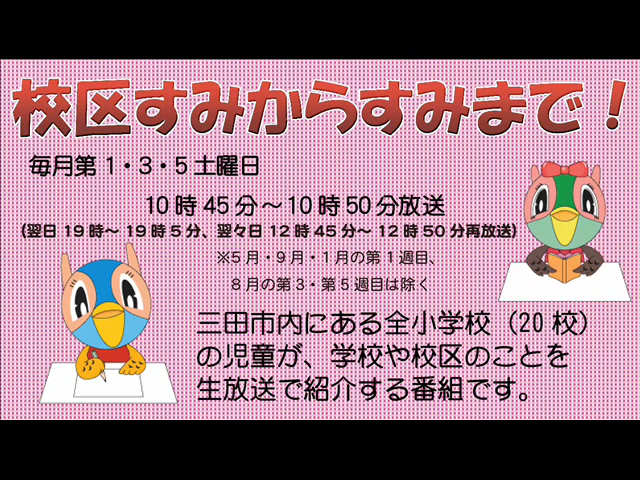 校区すみからすみまで！
毎月第1・3・5土曜日
10時45分～10時50分放送
(翌日19時～19時5分、翌々日12時45分～12時50分再放送)
※5月・9月・1月の第1週目、
8月の第3・第5週目は除く
三田市内にある全小学校（20校）
の児童が、学校や校区のことを
生放送で紹介する番組です。